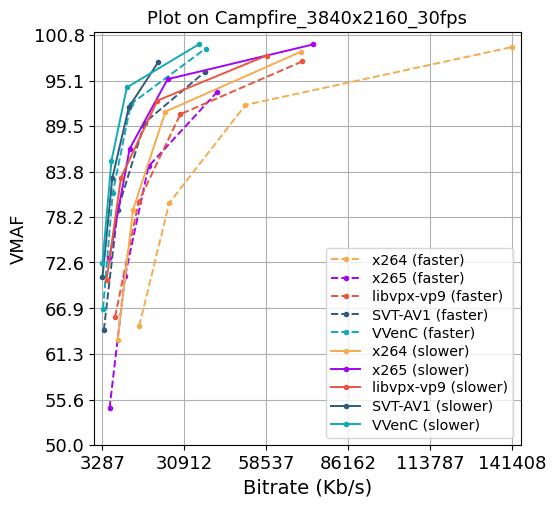 Plot on Campfire_3840x2160_30fps
100.8
95.1
89.5
83.8
78.2
72.6
66.9
61.3
55.6
50.0
VMAF
x264 (faster)
x265 (faster)
libvpx-vp9 (faster)
SVT-AV1 (faster)
VVenC (faster)
x264 (slower)
x265 (slower)
libvpx-vp9 (slower)
SVT-AV1 (slower)
VVenC (slower)
3287 30912 58537 86162 113787 141408
Bitrate (Kb/s)